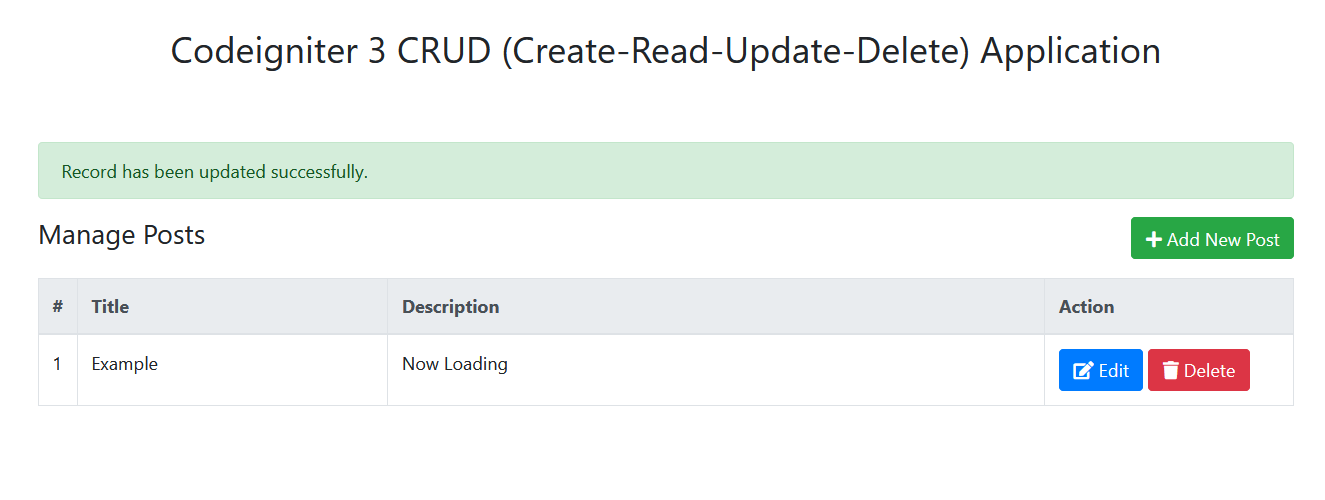 Codeigniter 3 CRUD (Create-Read-Update-Delete) Application
Record has been updated successfully.
Manage Posts
Add New Post
# Title Description Action
1 Example Now Loading Edit Delete